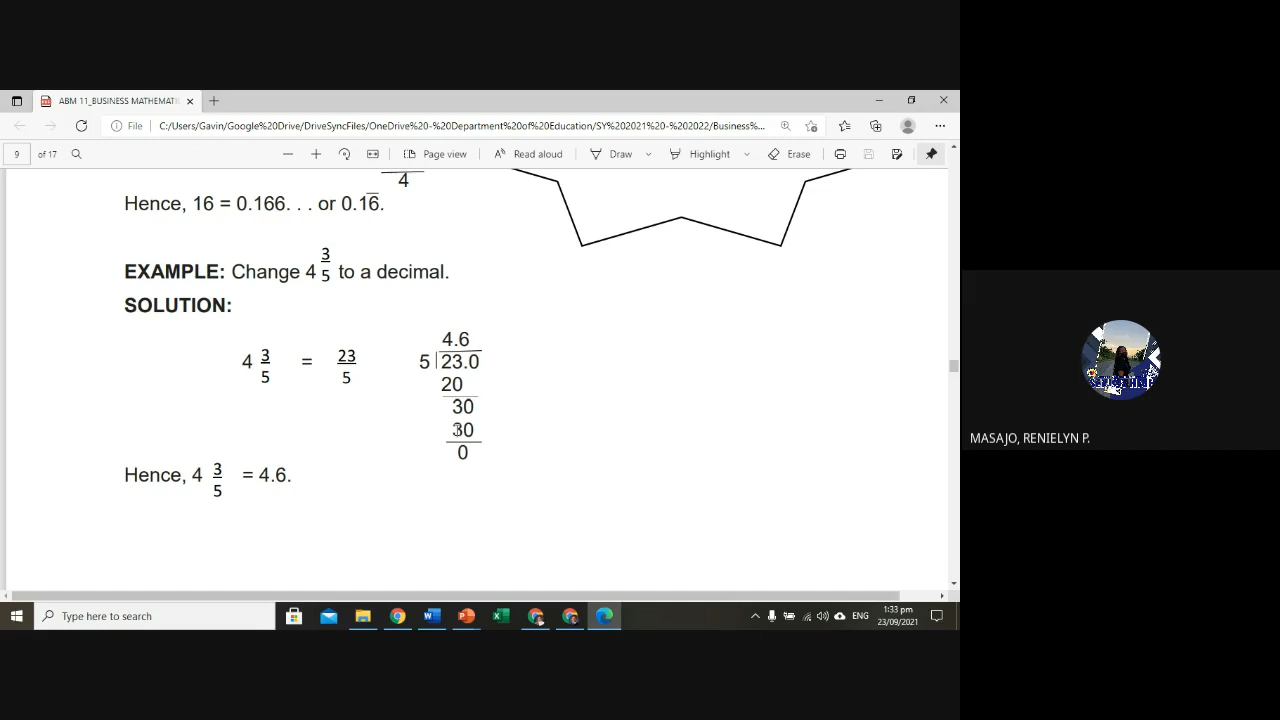 ABM 11_BUSINESS MATHEMATI
File C:/Users/Gavin/Google%20Drive/DriveSyncFiles/OneDrive%20-%20Department%20of%20Education/SY%202021%20-%202022/Business%...
9 of 17 Page view Read aloud Draw Highlight Erase
4
Hence, 16 = 0.166. . . or 0.16̅.
EXAMPLE: Change 4 3/5 to a decimal.
SOLUTION:
4.6
4 3/5 = 23/5 5 23.0
20
30
30
0
Hence, 4 3/5 = 4.6.
MASAJO, RENIELYN P.
Type here to search ENG 1:33 pm
23/09/2021